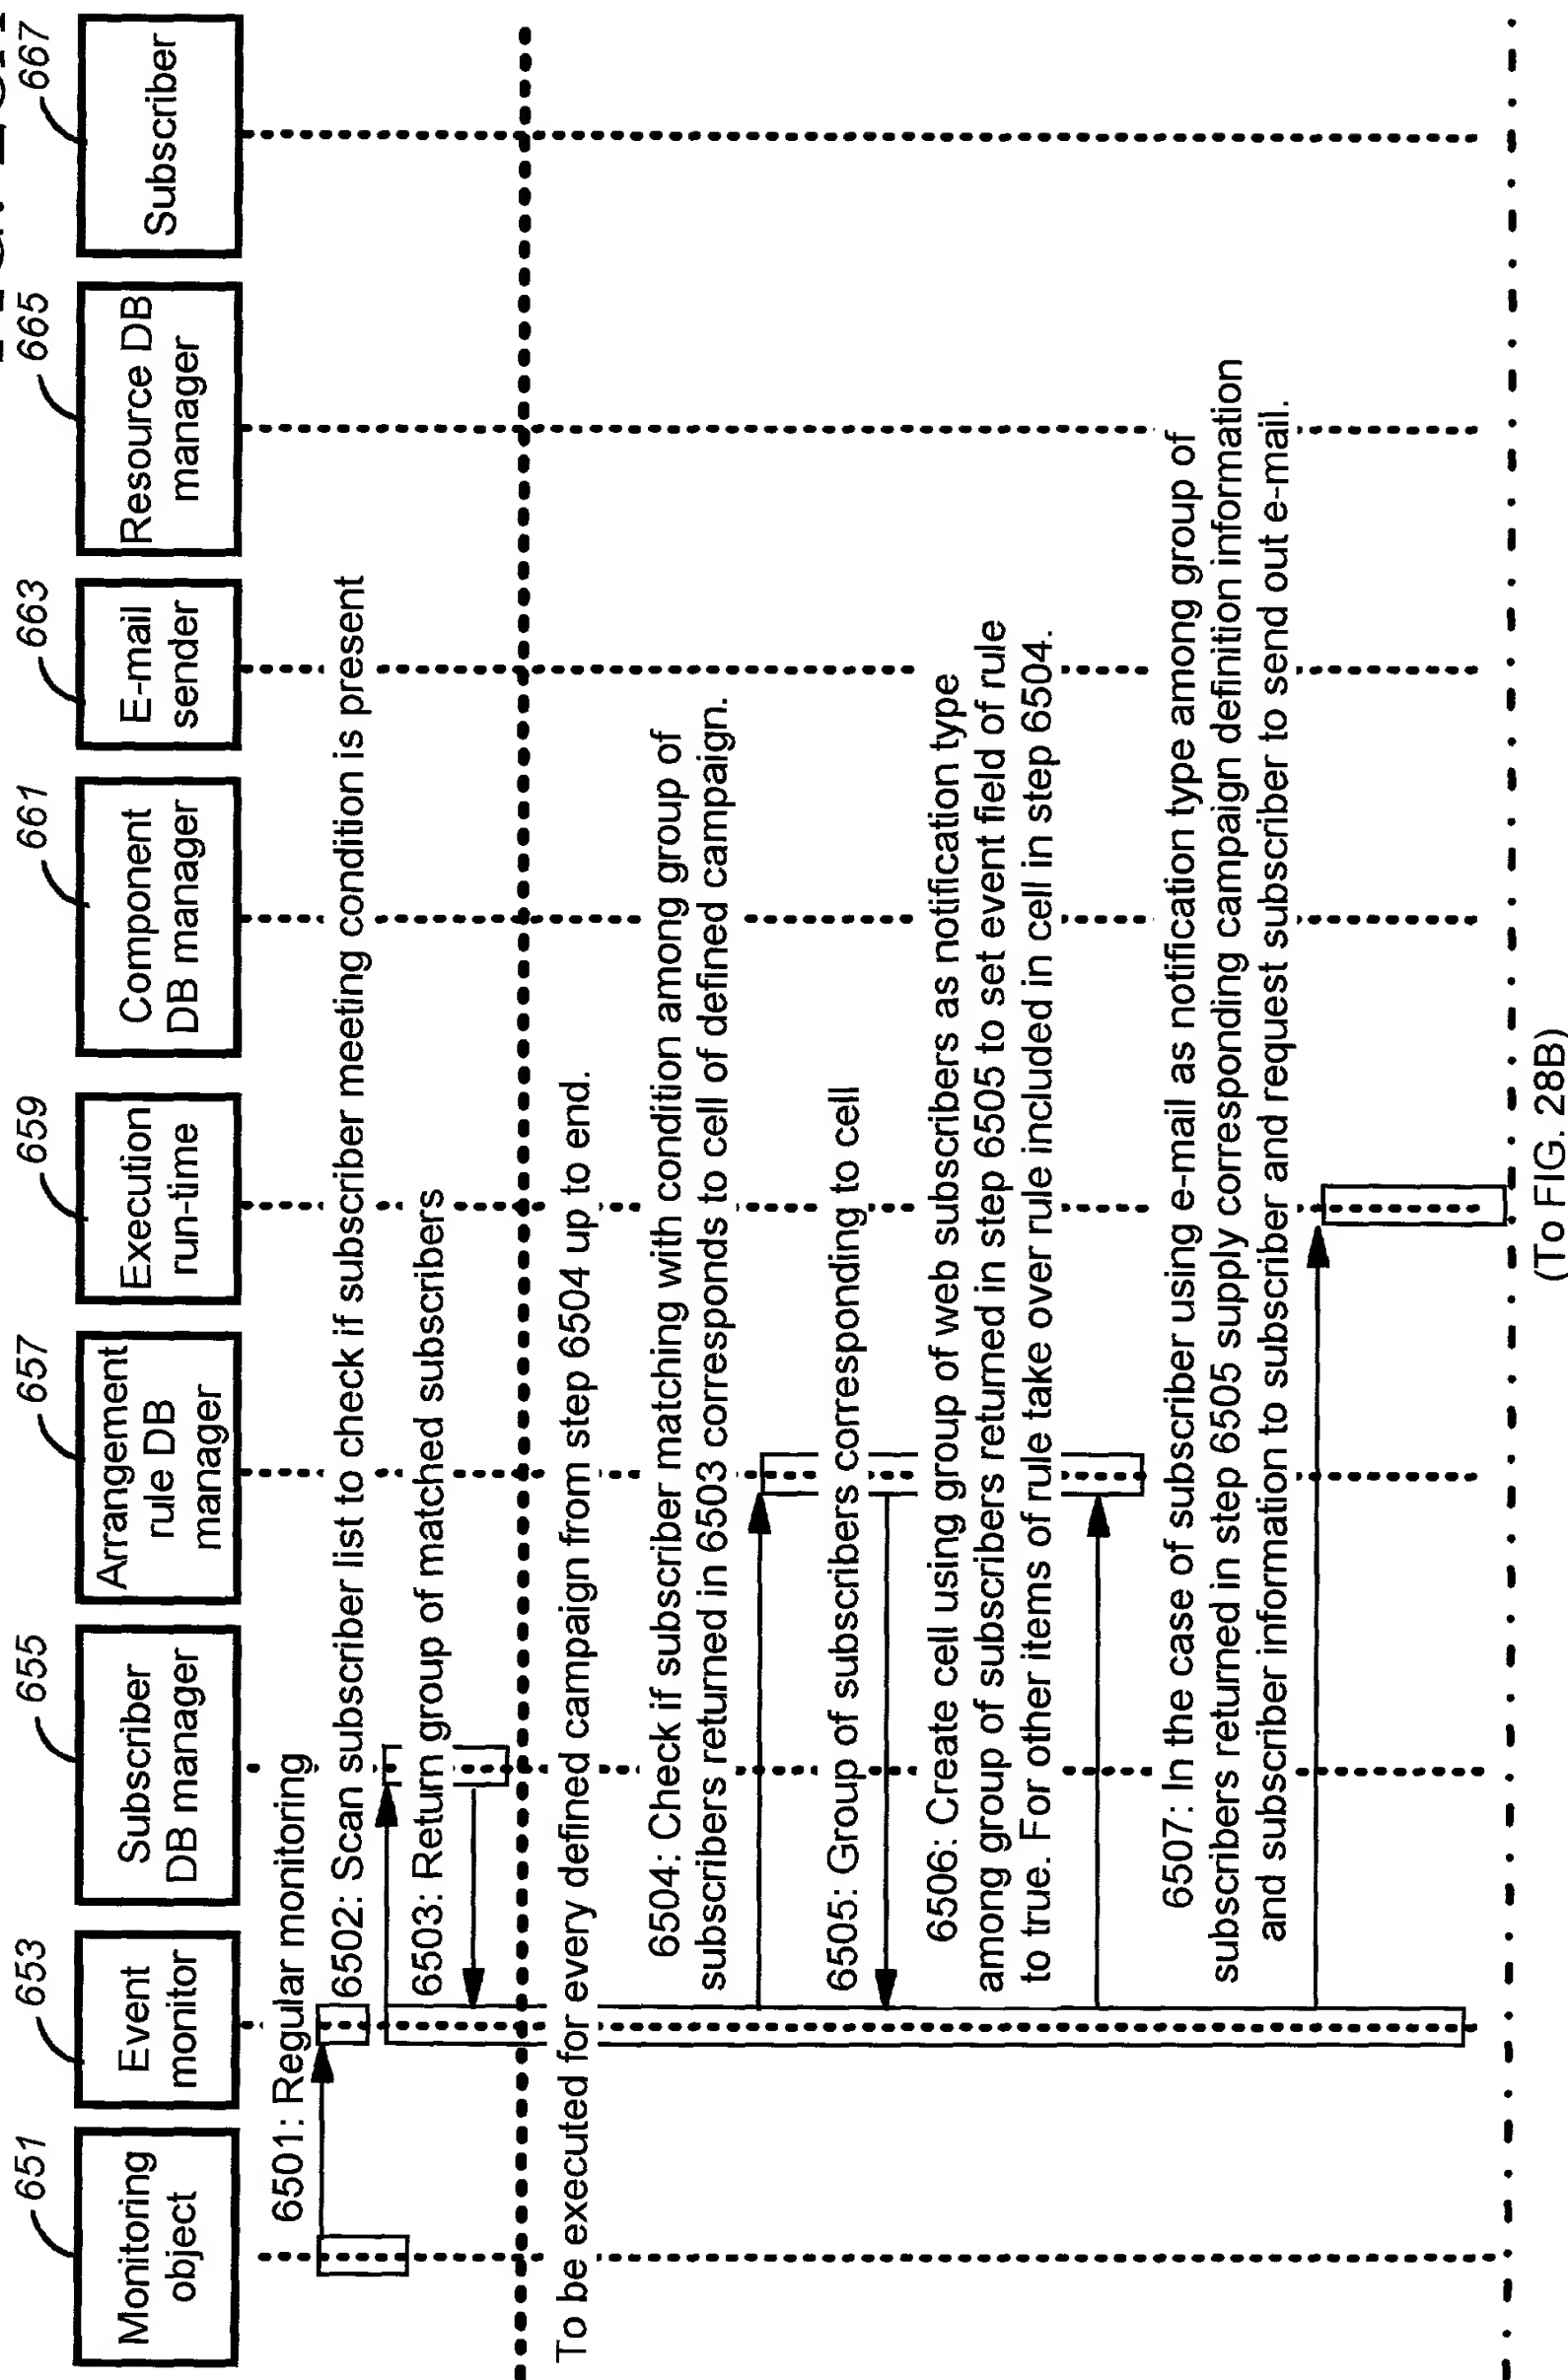 651
653
655
657
659
661
663
665
667
Monitoring
object
Event
monitor
Subscriber
DB manager
Arrangement
rule DB
manager
Execution
run-time
Component
DB manager
E-mail
sender
Resource DB
manager
Subscriber
6501: Regular monitoring
6502: Scan subscriber list to check if subscriber meeting condition is present
6503: Return group of matched subscribers
To be executed for every defined campaign from step 6504 up to end.
6504: Check if subscriber matching with condition among group of
subscribers returned in 6503 corresponds to cell of defined campaign.
6505: Group of subscribers corresponding to cell
6506: Create cell using group of web subscribers as notification type
among group of subscribers returned in step 6505 to set event field of rule
to true. For other items of rule take over rule included in cell in step 6504.
6507: In the case of subscriber using e-mail as notification type among group of
subscribers returned in step 6505 supply corresponding campaign definition information
and subscriber information to subscriber and request subscriber to send out e-mail.
(To FIG. 28B)